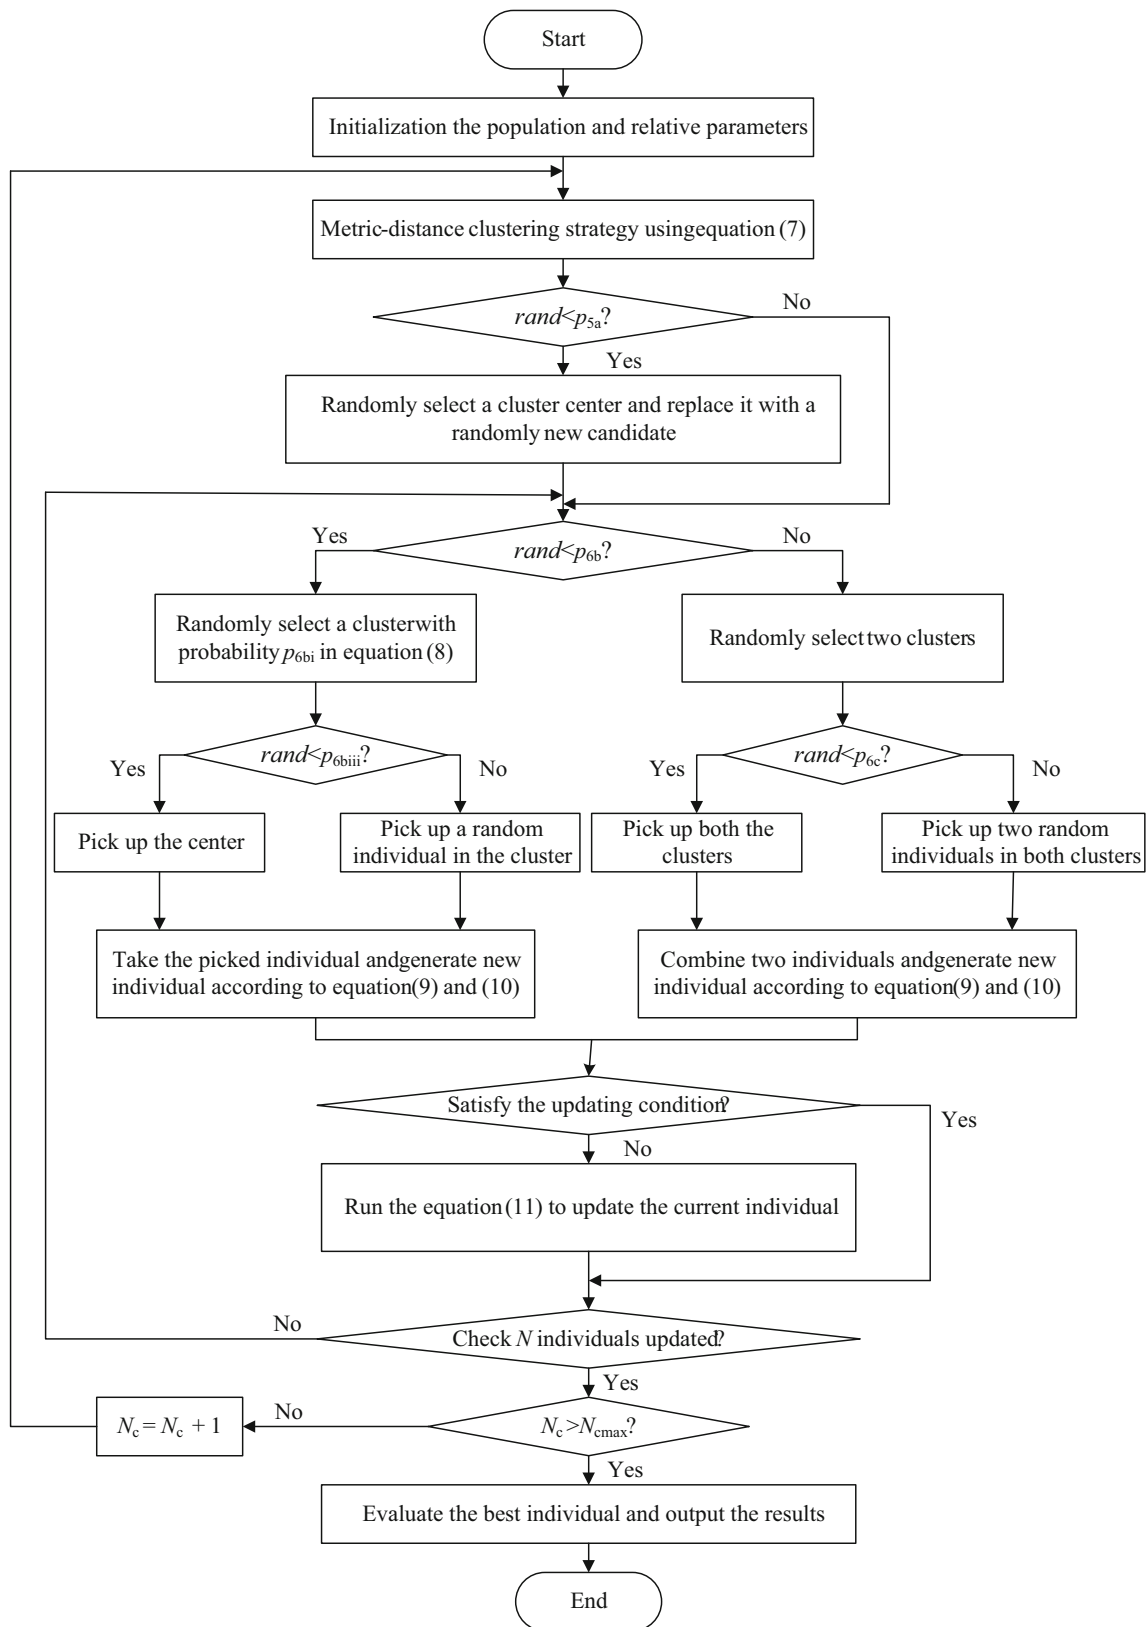 Start
Initialization the population and relative parameters
Metric-distance clustering strategy usingequation (7)
rand<p5a?
No
Yes
Randomly select a cluster center and replace it with a
randomly new candidate
Yes
rand<p6b?
No
Randomly select a clusterwith
probability p6bi in equation (8)
Randomly select two clusters
rand<p6biii?
Yes
No
rand<p6c?
Yes
No
Pick up the center
Pick up a random
individual in the cluster
Pick up both the
clusters
Pick up two random
individuals in both clusters
Take the picked individual andgenerate new
individual according to equation(9) and (10)
Combine two individuals andgenerate new
individual according to equation(9) and (10)
Satisfy the updating condition?
Yes
No
Run the equation (11) to update the current individual
No
Check N individuals updated?
Yes
Nc = Nc + 1
No
Nc >Ncmax?
Yes
Evaluate the best individual and output the results
End